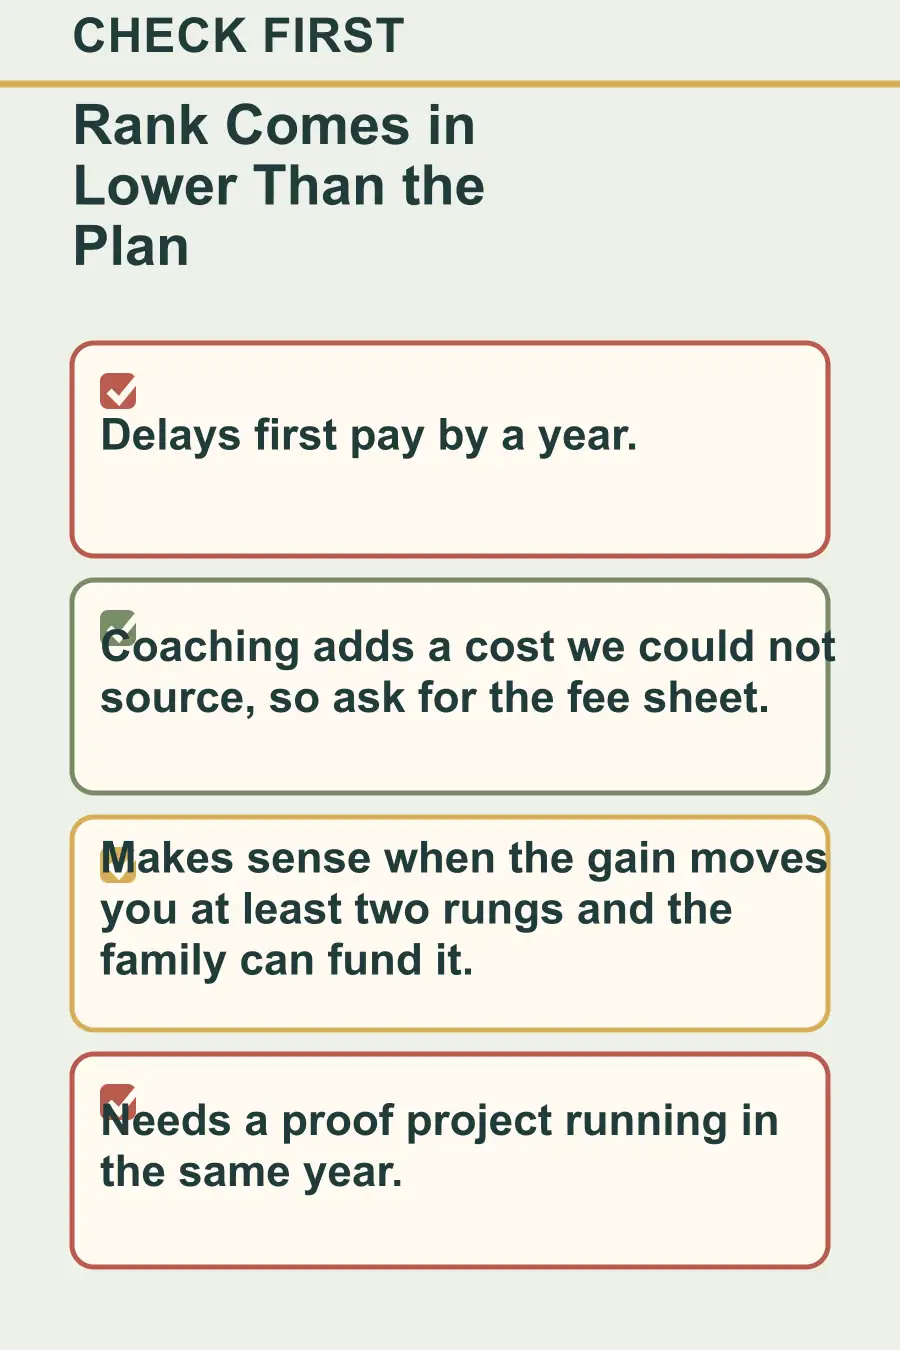 CHECK FIRST
Rank Comes in
Lower Than the
Plan
Delays first pay by a year.
Coaching adds a cost we could not
source, so ask for the fee sheet.
Makes sense when the gain moves
you at least two rungs and the
family can fund it.
Needs a proof project running in
the same year.